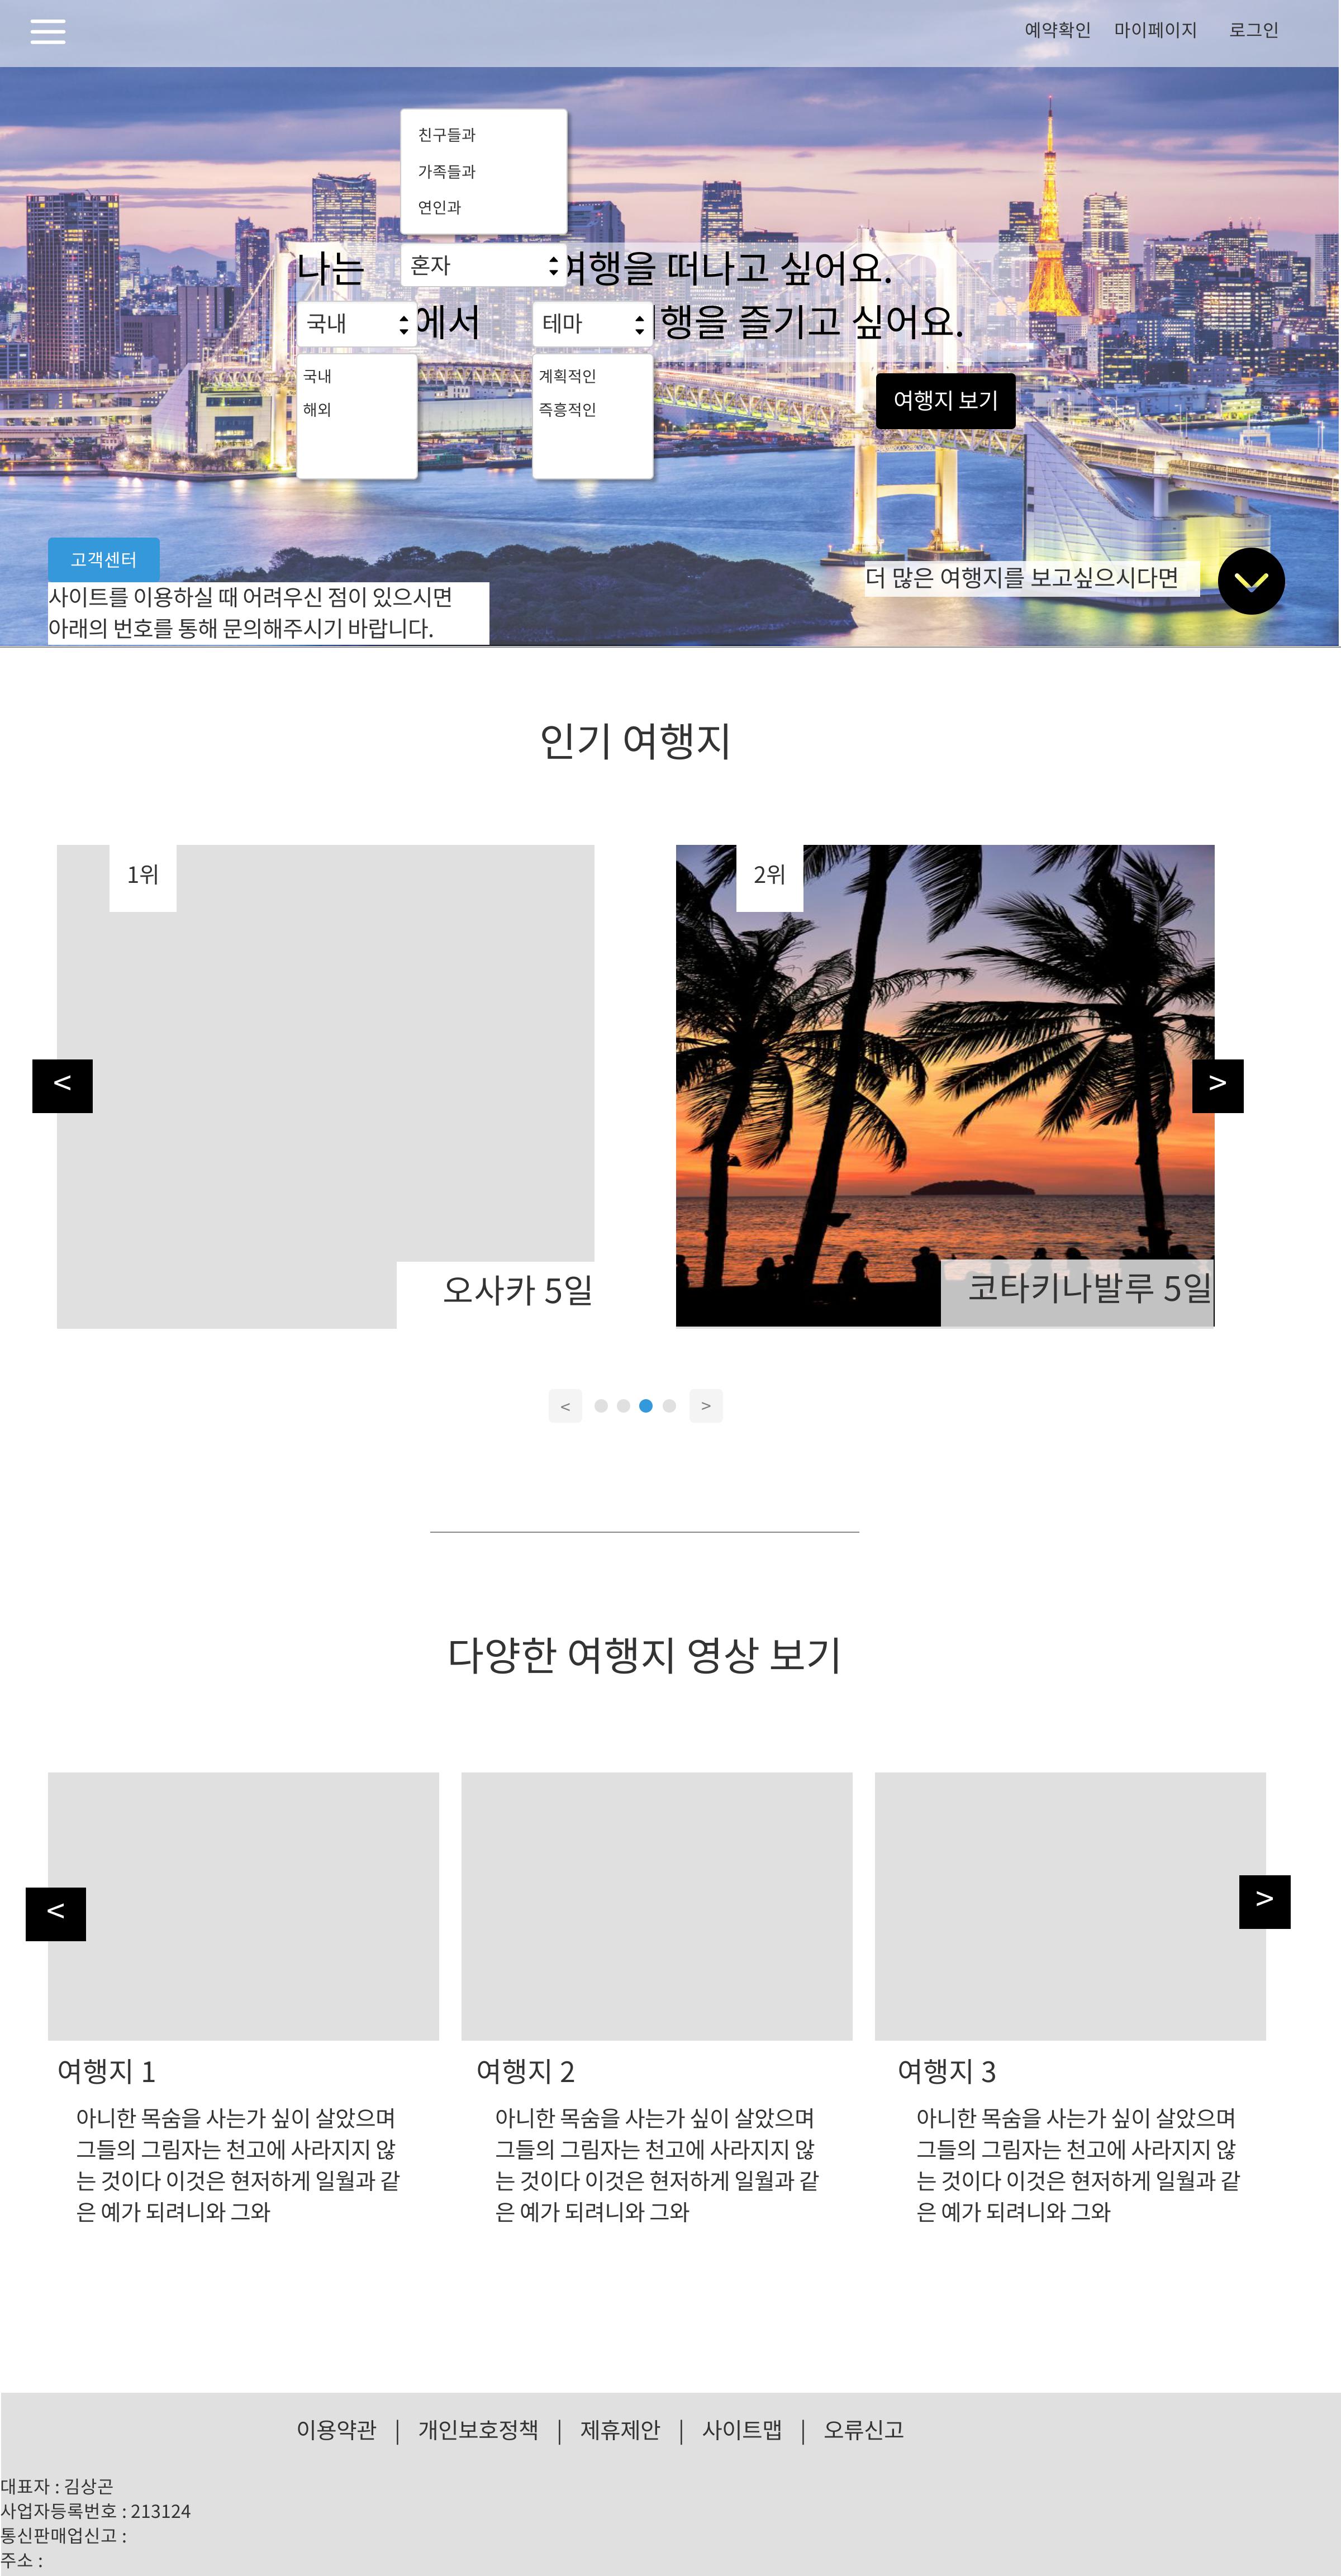 예약확인 마이페이지 로그인
친구들과
가족들과
연인과
나는 혼자 여행을 떠나고 싶어요.
국내 에서 테마 행을 즐기고 싶어요.
국내 계획적인
해외 즉흥적인
여행지 보기
고객센터
더 많은 여행지를 보고싶으시다면
사이트를 이용하실 때 어려우신 점이 있으시면
아래의 번호를 통해 문의해주시기 바랍니다.
인기 여행지
1위 2위
< >
오사카 5일 코타키나발루 5일
< >
다양한 여행지 영상 보기
< >
여행지 1
아니한 목숨을 사는가 싶이 살았으며
그들의 그림자는 천고에 사라지지 않
는 것이다 이것은 현저하게 일월과 같
은 예가 되려니와 그와
여행지 2
아니한 목숨을 사는가 싶이 살았으며
그들의 그림자는 천고에 사라지지 않
는 것이다 이것은 현저하게 일월과 같
은 예가 되려니와 그와
여행지 3
아니한 목숨을 사는가 싶이 살았으며
그들의 그림자는 천고에 사라지지 않
는 것이다 이것은 현저하게 일월과 같
은 예가 되려니와 그와
이용약관 | 개인보호정책 | 제휴제안 | 사이트맵 | 오류신고
대표자 : 김상곤
사업자등록번호 : 213124
통신판매업신고 :
주소 :